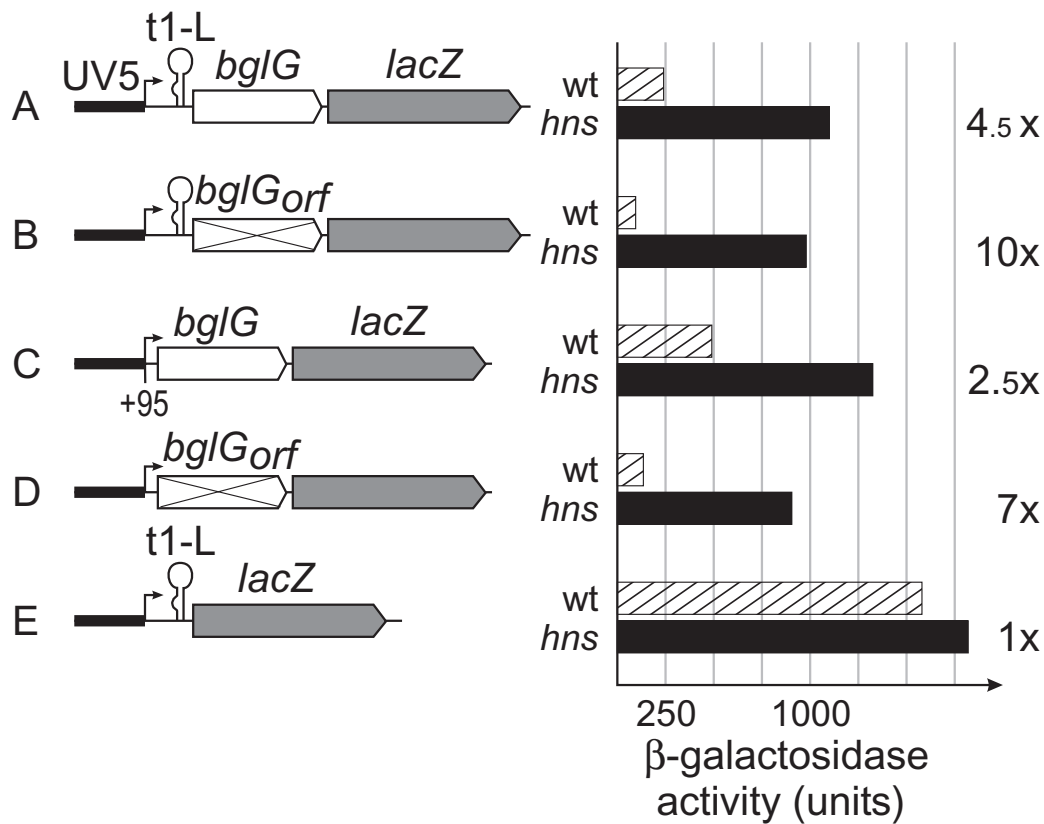 t1-L
UV5 bglG lacZ
A wt
hns 4.5 x
bglGorf
B wt
hns 10x
bglG lacZ
C wt
hns 2.5x
+95
bglGorf
D wt
hns 7x
t1-L
lacZ
E wt
hns 1x
250 1000
β-galactosidase
activity (units)